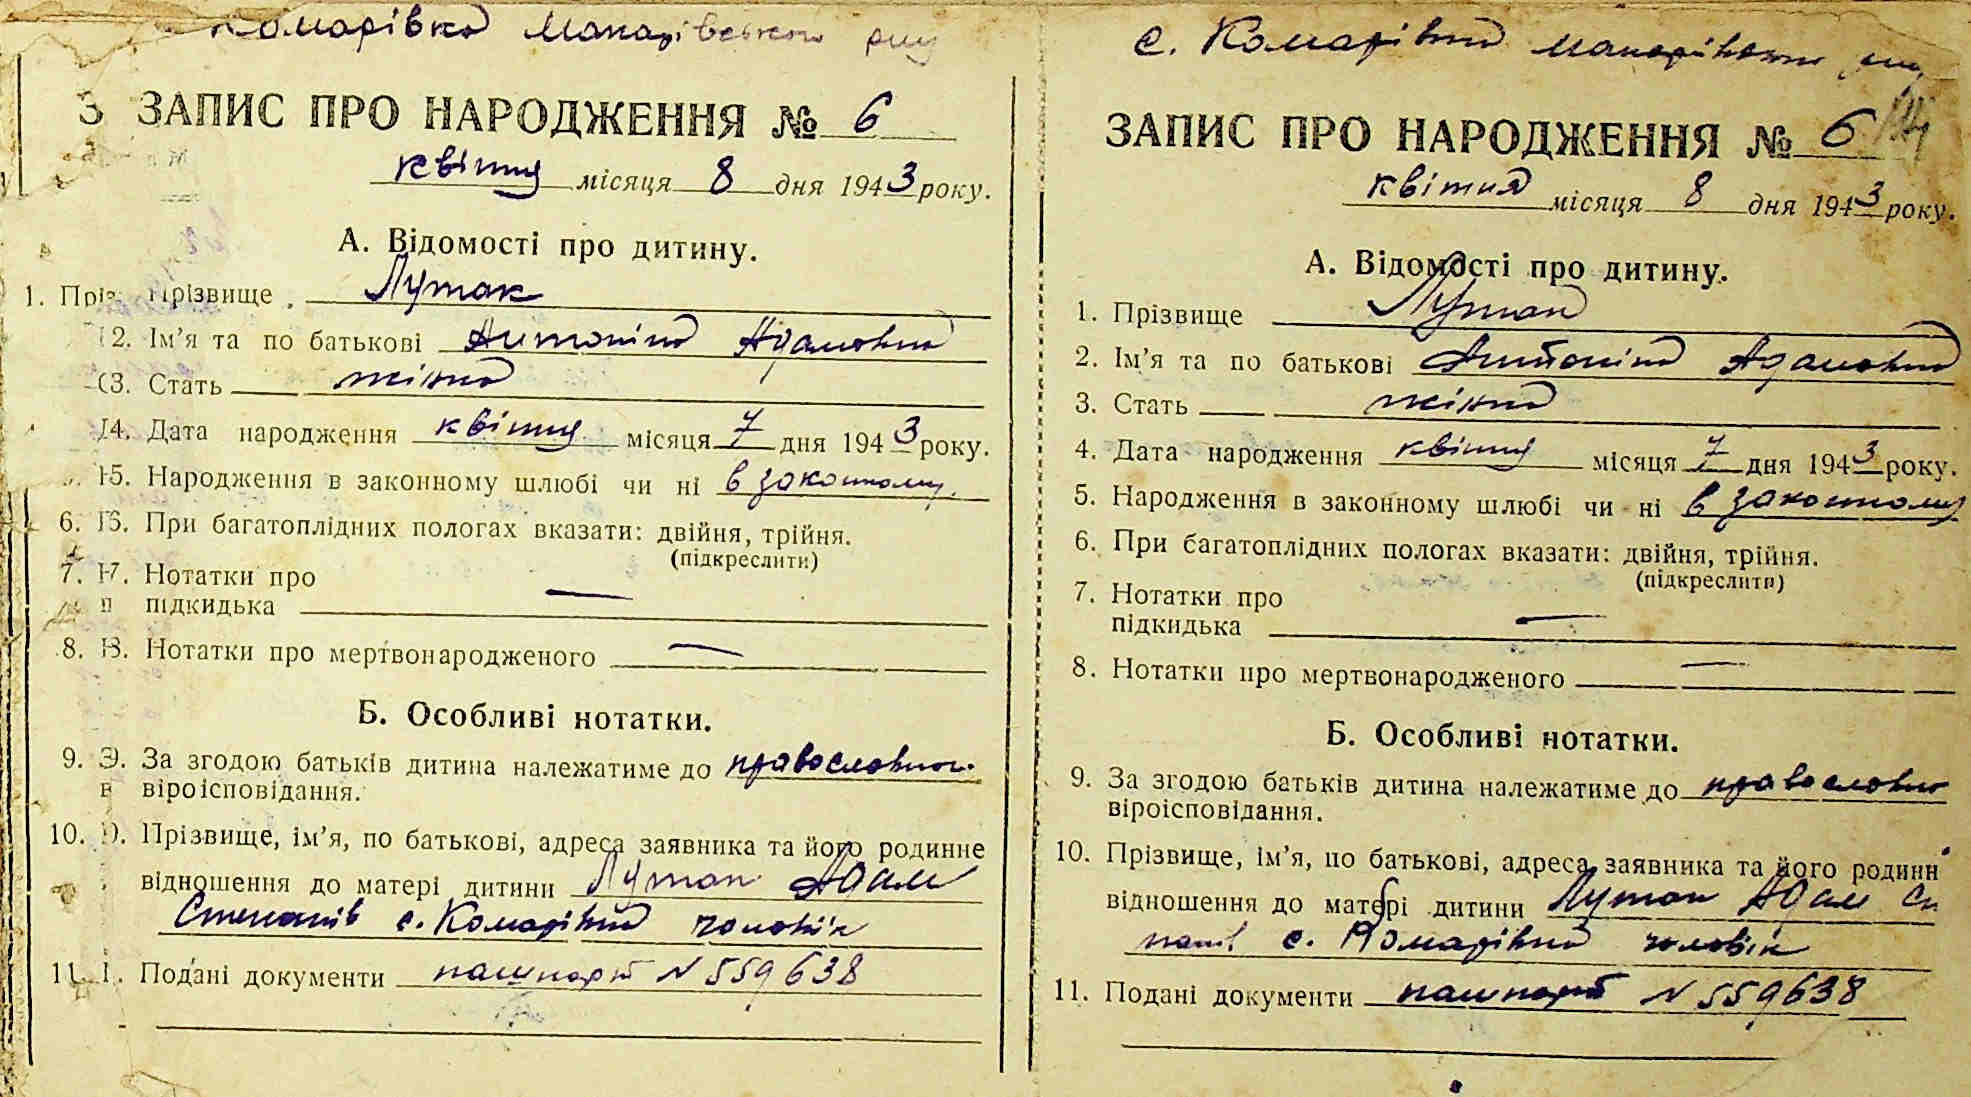 Комарівка Макарівського р-ну
ЗАПИС ПРО НАРОДЖЕННЯ № 6
квітня місяця 8 дня 1943 року.
А. Відомості про дитину.
1. Прізвище Лутак
2. Ім’я та по батькові Антоніна Адамовна
3. Стать жіноча
4. Дата народження квітня місяця 7 дня 1943 року.
5. Народження в законному шлюбі чи ні в законному
6. При багатоплідних пологах вказати: двійня, трійня.
(підкреслити)
7. Нотатки про
підкидька —
8. Нотатки про мертвонародженого —
Б. Особливі нотатки.
9. За згодою батьків дитина належатиме до православного
віроісповідання.
10. Прізвище, ім’я, по батькові, адреса заявника та його родинне
відношення до матері дитини Лутак Адам
Степанів с. Комарівка чоловік
11. Подані документи пашпорт N 559638
с. Комарівка Макарівського
ЗАПИС ПРО НАРОДЖЕННЯ № 6
квітня місяця 8 дня 1943 року.
А. Відомості про дитину.
1. Прізвище Лутак
2. Ім’я та по батькові Антоніна Адамовна
3. Стать жіноча
4. Дата народження квітня місяця 7 дня 1943 року.
5. Народження в законному шлюбі чи ні в законному
6. При багатоплідних пологах вказати: двійня, трійня.
(підкреслити)
7. Нотатки про
підкидька —
8. Нотатки про мертвонародженого —
Б. Особливі нотатки.
9. За згодою батьків дитина належатиме до православно
віроісповідання.
10. Прізвище, ім’я, по батькові, адреса заявника та його родинн
відношення до матері дитини Лутак Адам Сте
панів с. Комарівка чоловік
11. Подані документи пашпорт N 559638